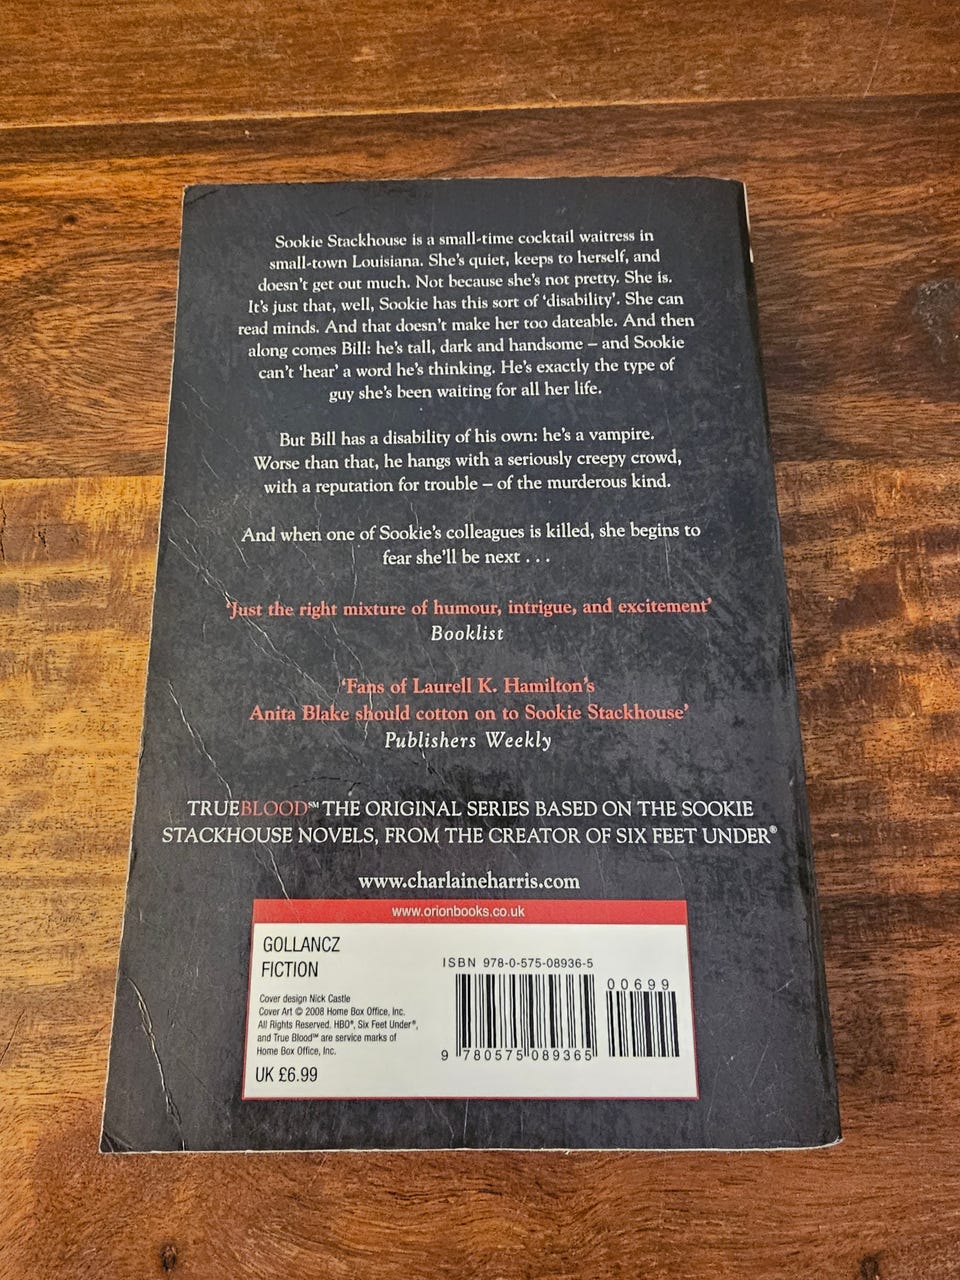 Sookie Stackhouse is a small-time cocktail waitress in
small-town Louisiana. She's quiet, keeps to herself, and
doesn't get out much. Not because she's not pretty. She is.
It's just that, well, Sookie has this sort of 'disability'. She can
read minds. And that doesn't make her too dateable. And then
along comes Bill: he's tall, dark and handsome – and Sookie
can't 'hear' a word he's thinking. He's exactly the type of
guy she's been waiting for all her life.
But Bill has a disability of his own: he's a vampire.
Worse than that, he hangs with a seriously creepy crowd,
with a reputation for trouble – of the murderous kind.
And when one of Sookie's colleagues is killed, she begins to
fear she'll be next . . .
'Just the right mixture of humour, intrigue, and excitement'
Booklist
'Fans of Laurell K. Hamilton's
Anita Blake should cotton on to Sookie Stackhouse'
Publishers Weekly
TRUEBLOOD℠ THE ORIGINAL SERIES BASED ON THE SOOKIE
STACKHOUSE NOVELS, FROM THE CREATOR OF SIX FEET UNDER®
www.charlaineharris.com
www.orionbooks.co.uk
GOLLANCZ
FICTION
Cover design Nick Castle
Cover Art © 2008 Home Box Office, Inc.
All Rights Reserved. HBO®, Six Feet Under®,
and True Blood℠ are service marks of
Home Box Office, Inc.
UK £6.99
ISBN 978-0-575-08936-5
00699
9 780575 089365